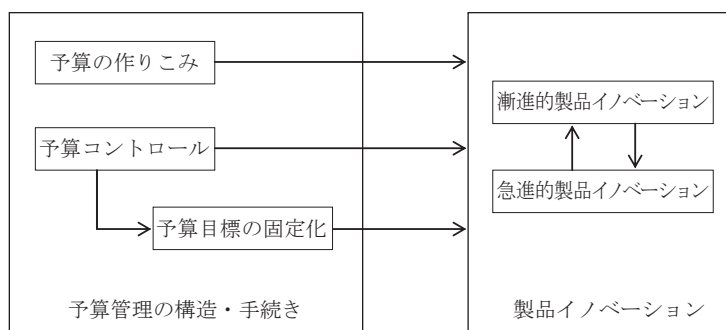 予算の作りこみ
予算コントロール
予算目標の固定化
予算管理の構造・手続き
漸進的製品イノベーション
急進的製品イノベーション
製品イノベーション